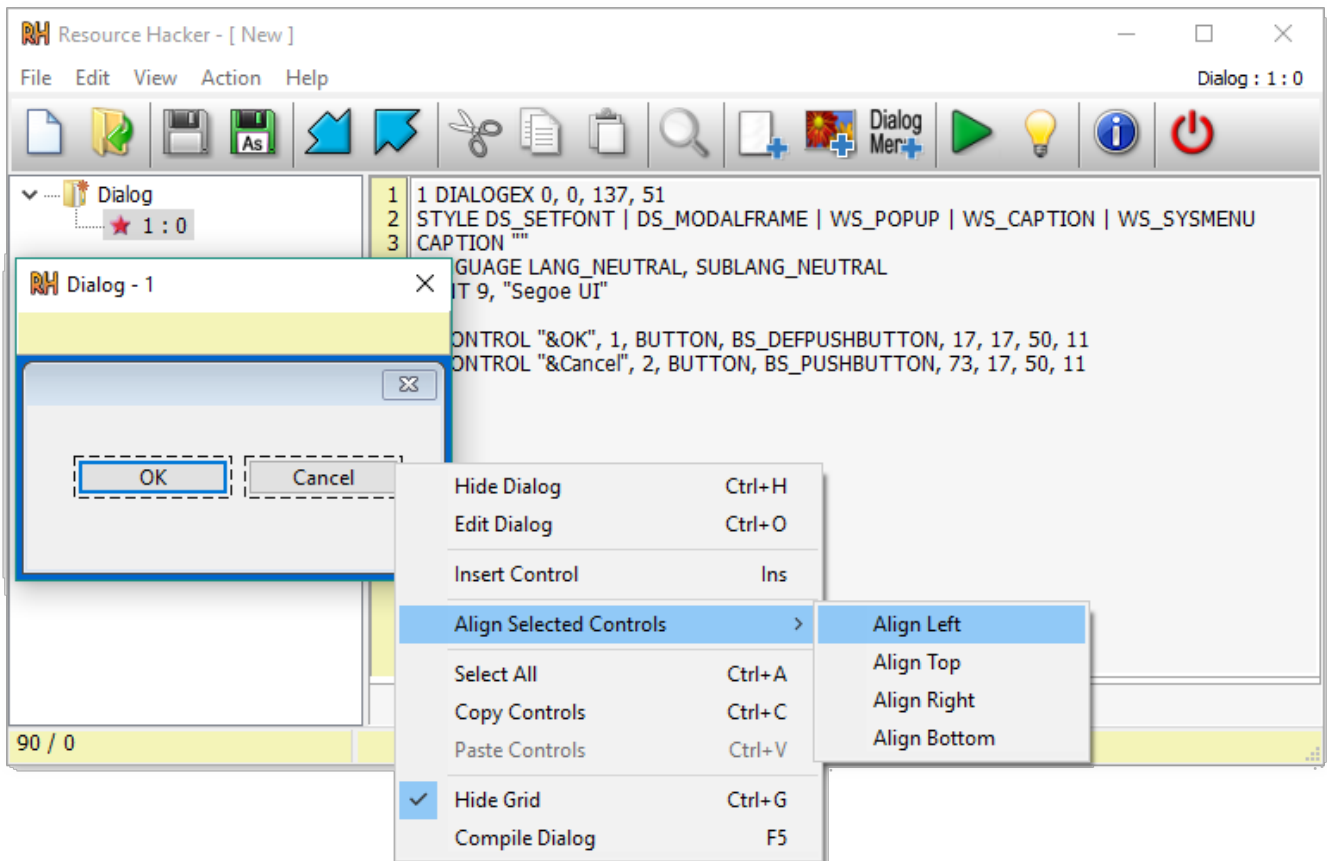 RH Resource Hacker - [ New ]
File Edit View Action Help
Dialog : 1 : 0
As
Dialog
Dialog
1 : 0
1 1 DIALOGEX 0, 0, 137, 51
2 STYLE DS_SETFONT | DS_MODALFRAME | WS_POPUP | WS_CAPTION | WS_SYSMENU
3 CAPTION ""
GUAGE LANG_NEUTRAL, SUBLANG_NEUTRAL
T 9, "Segoe UI"
ONTROL "&OK", 1, BUTTON, BS_DEFPUSHBUTTON, 17, 17, 50, 11
ONTROL "&Cancel", 2, BUTTON, BS_PUSHBUTTON, 73, 17, 50, 11
RH Dialog - 1
OK Cancel
Hide Dialog Ctrl+H
Edit Dialog Ctrl+O
Insert Control Ins
Align Selected Controls
Select All Ctrl+A
Copy Controls Ctrl+C
Paste Controls Ctrl+V
Hide Grid Ctrl+G
Compile Dialog F5
Align Left
Align Top
Align Right
Align Bottom
90 / 0